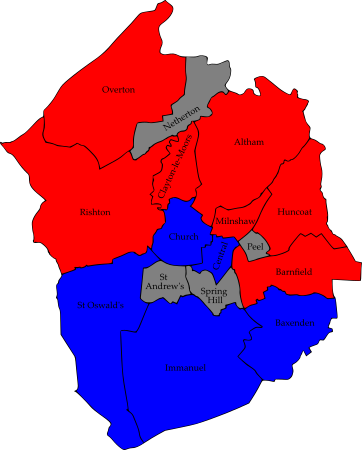 Overton
Netherton
Clayton-le-Moors
Altham
Rishton
Huncoat
Milnshaw
Church
Central
Peel
Barnfield
St
Andrew's
Spring
Hill
St Oswald's
Baxenden
Immanuel